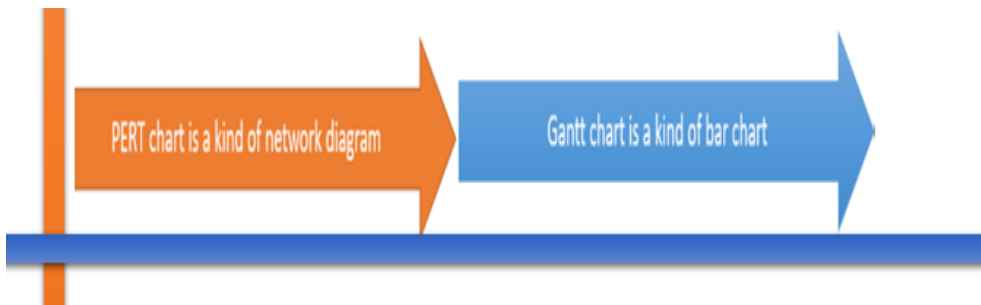 PERT chart is a kind of network diagram
Gantt chart is a kind of bar chart